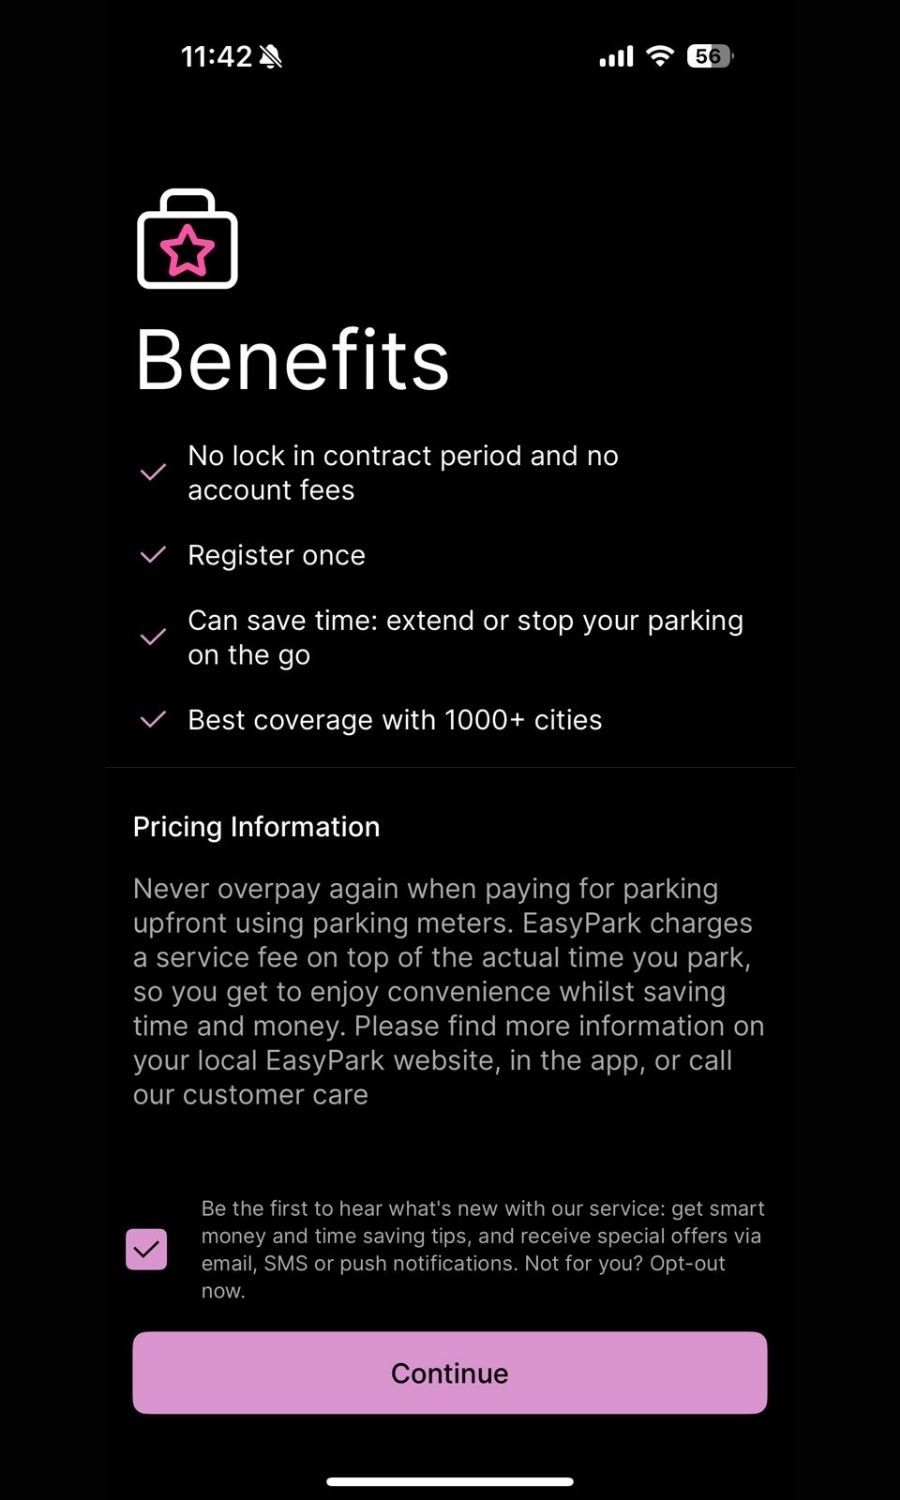 11:42
56
Benefits
No lock in contract period and no
account fees
Register once
Can save time: extend or stop your parking
on the go
Best coverage with 1000+ cities
Pricing Information
Never overpay again when paying for parking
upfront using parking meters. EasyPark charges
a service fee on top of the actual time you park,
so you get to enjoy convenience whilst saving
time and money. Please find more information on
your local EasyPark website, in the app, or call
our customer care
Be the first to hear what's new with our service: get smart
money and time saving tips, and receive special offers via
email, SMS or push notifications. Not for you? Opt-out
now.
Continue